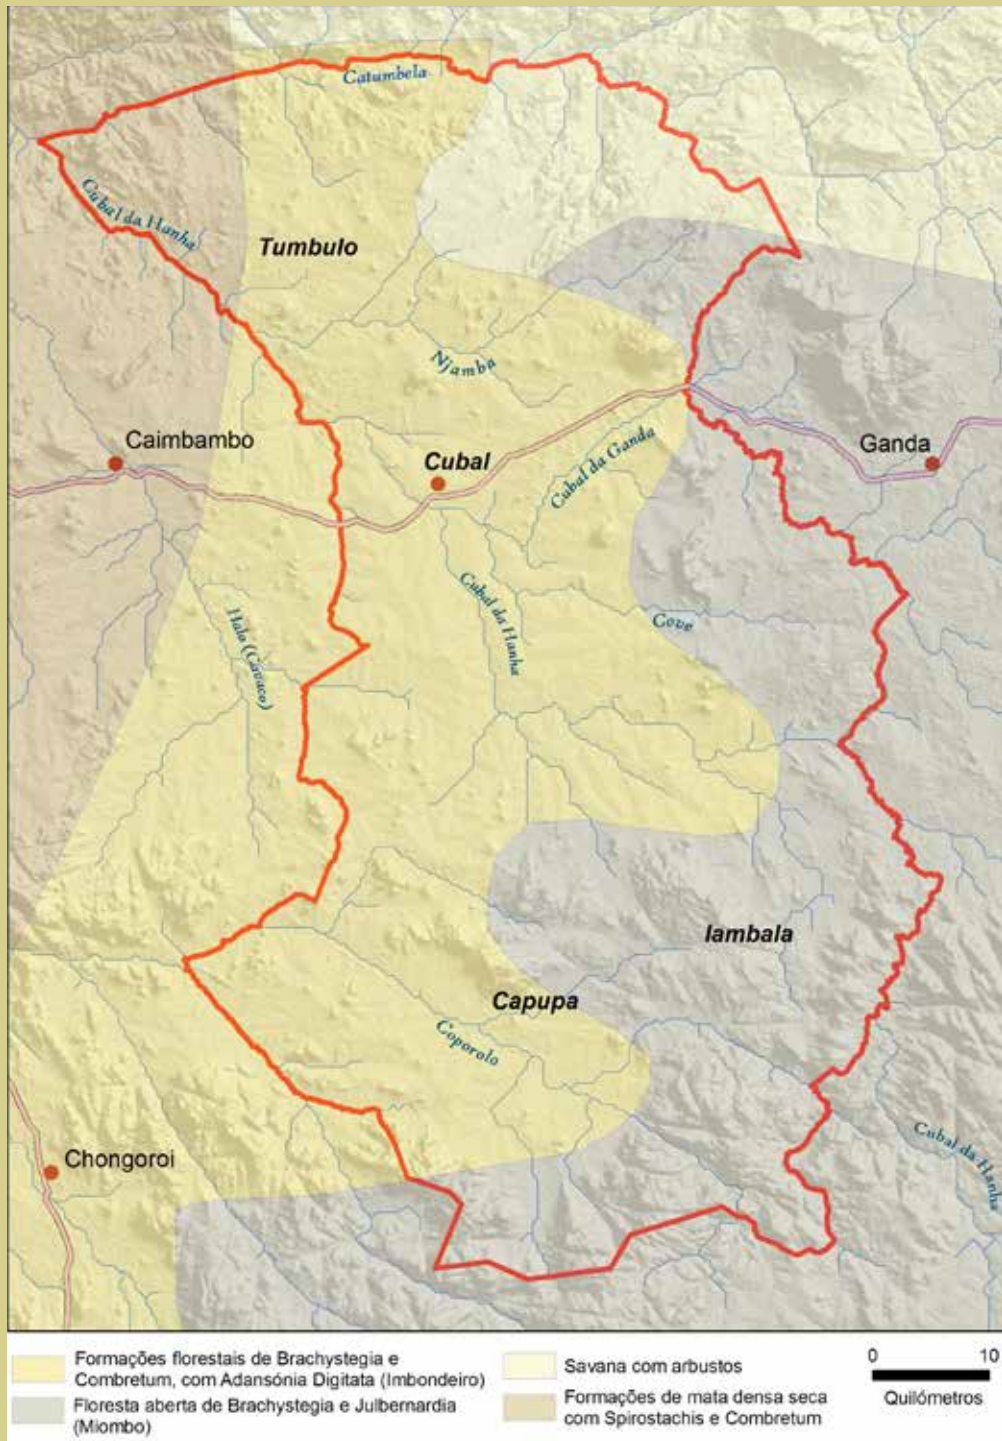 Catumbela
Cubal da Hanha
Tumbulo
Njamba
Caimbambo
Cubal
Cubal da Ganda
Ganda
Cubal da Hanha
Cove
Halo (Cavaco)
Iambala
Capupa
Coporolo
Cubal da Hanha
Chongoroi
Formações florestais de Brachystegia e
Combretum, com Adansónia Digitata (Imbondeiro)
Floresta aberta de Brachystegia e Julbernardia
(Miombo)
Savana com arbustos
Formações de mata densa seca
com Spirostachis e Combretum
0 10
Quilómetros